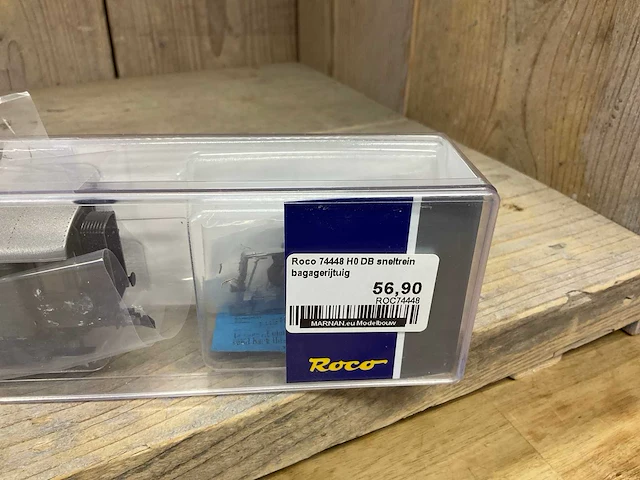 Roco 74448 H0 DB sneltrein
bagagerijtuig
56,90
ROC74448
MARNAN.eu Modelbouw
Roco